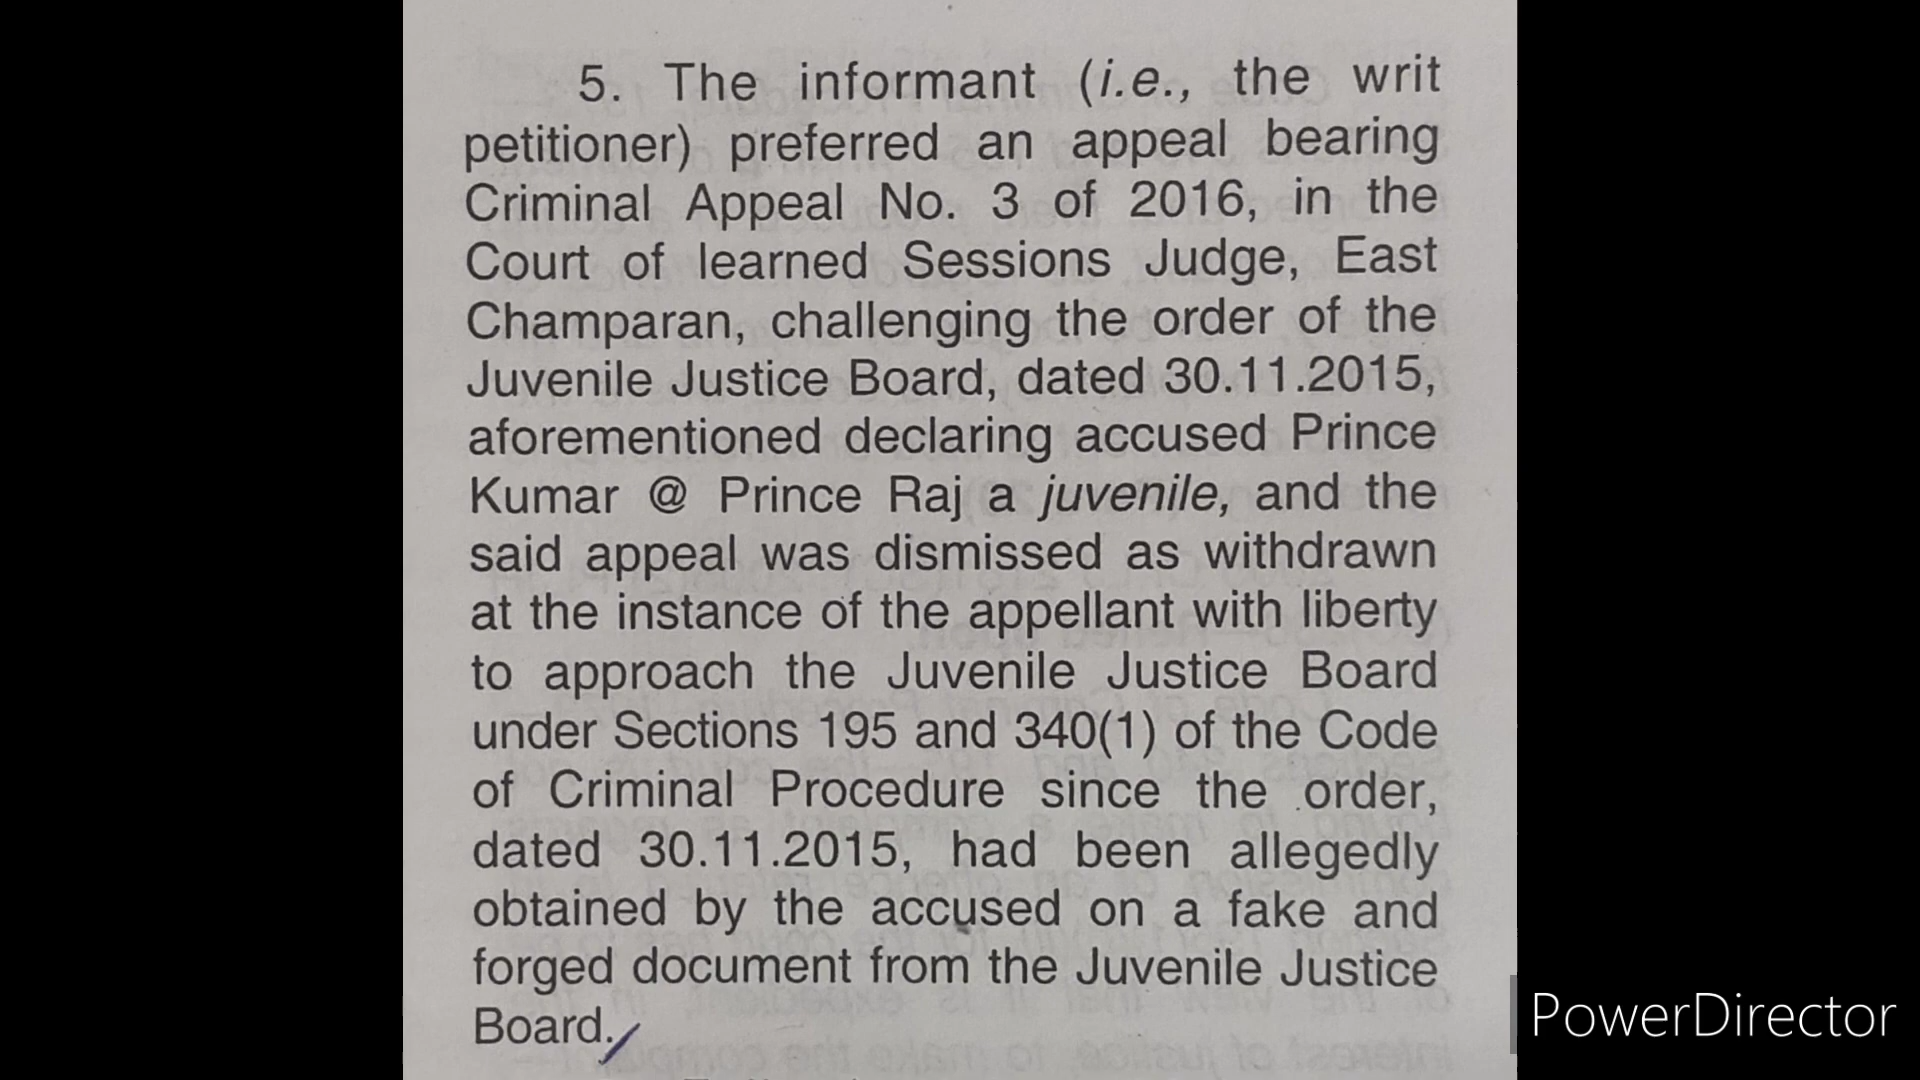 5. The informant (i.e., the writ
petitioner) preferred an appeal bearing
Criminal Appeal No. 3 of 2016, in the
Court of learned Sessions Judge, East
Champaran, challenging the order of the
Juvenile Justice Board, dated 30.11.2015,
aforementioned declaring accused Prince
Kumar @ Prince Raj a juvenile, and the
said appeal was dismissed as withdrawn
at the instance of the appellant with liberty
to approach the Juvenile Justice Board
under Sections 195 and 340(1) of the Code
of Criminal Procedure since the order,
dated 30.11.2015, had been allegedly
obtained by the accused on a fake and
forged document from the Juvenile Justice
Board.
PowerDirector